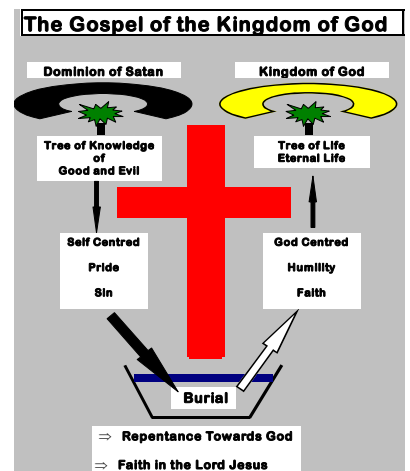 The Gospel of the Kingdom of God
Dominion of Satan
Kingdom of God
Tree of Knowledge
of
Good and Evil
Tree of Life
Eternal Life
Self Centred
Pride
Sin
God Centred
Humility
Faith
Burial
⇒ Repentance Towards God
⇒ Faith in the Lord Jesus